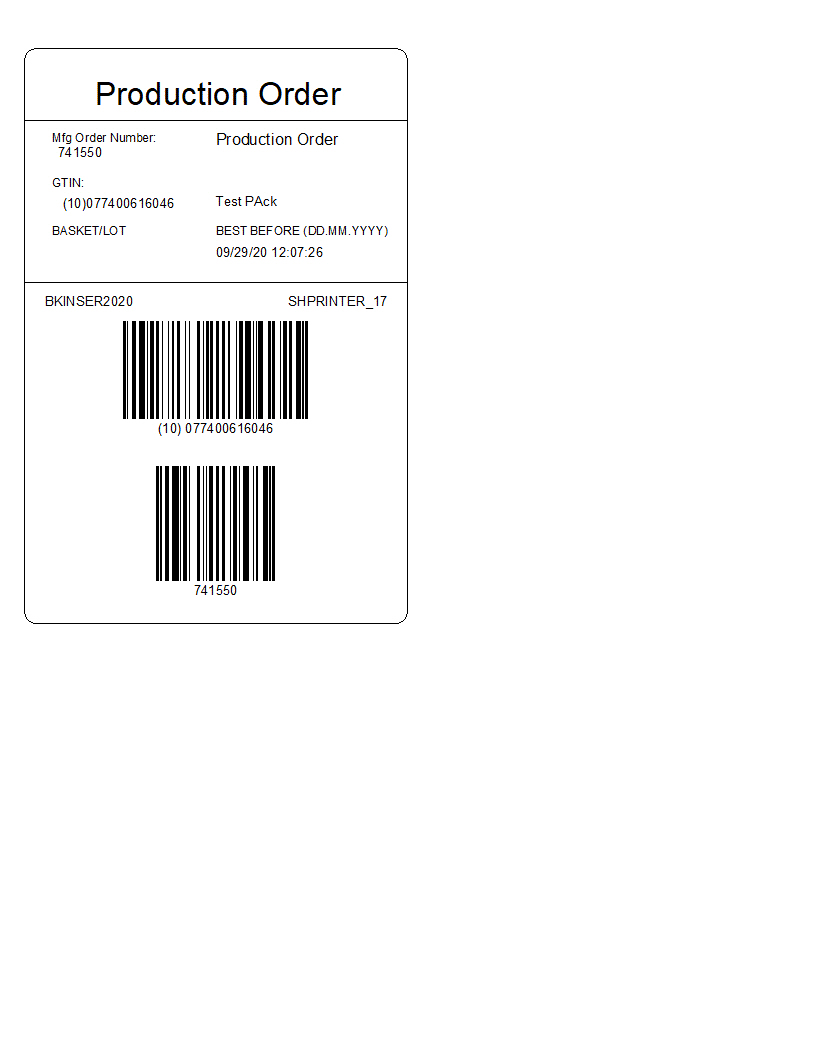 Production Order
Mfg Order Number:
741550
Production Order
GTIN:
(10)077400616046
Test PAck
BASKET/LOT
BEST BEFORE (DD.MM.YYYY)
09/29/20 12:07:26
BKINSER2020
SHPRINTER_17
(10) 077400616046
741550